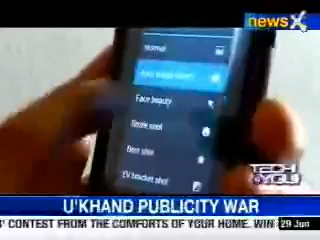 newsX
Normal
Face beauty
Smile shot
Best shot
EV bracket shot
TECH
& YOU
U'KHAND PUBLICITY WAR
CONTEST FROM THE COMFORTS OF YOUR HOME. WIN
29 Jun